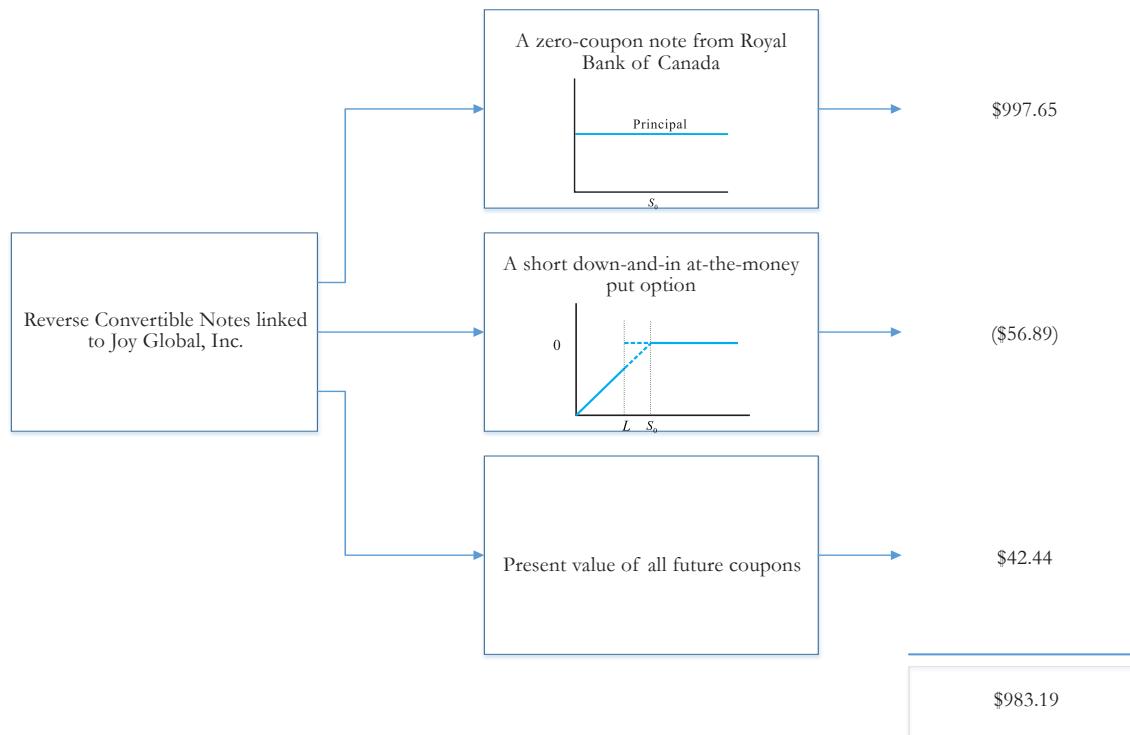 A zero-coupon note from Royal
Bank of Canada
Principal
S₀
$997.65
Reverse Convertible Notes linked
to Joy Global, Inc.
A short down-and-in at-the-money
put option
0
L S₀
($56.89)
Present value of all future coupons
$42.44
$983.19